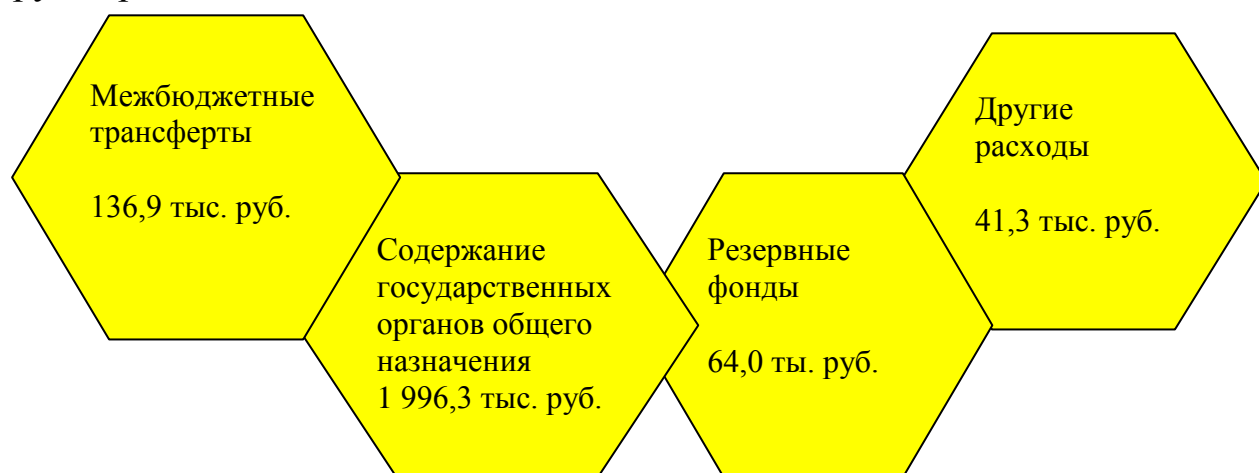 Межбюджетные
трансферты
136,9 тыс. руб.
Содержание
государственных
органов общего
назначения
1 996,3 тыс. руб.
Резервные
фонды
64,0 ты. руб.
Другие
расходы
41,3 тыс. руб.